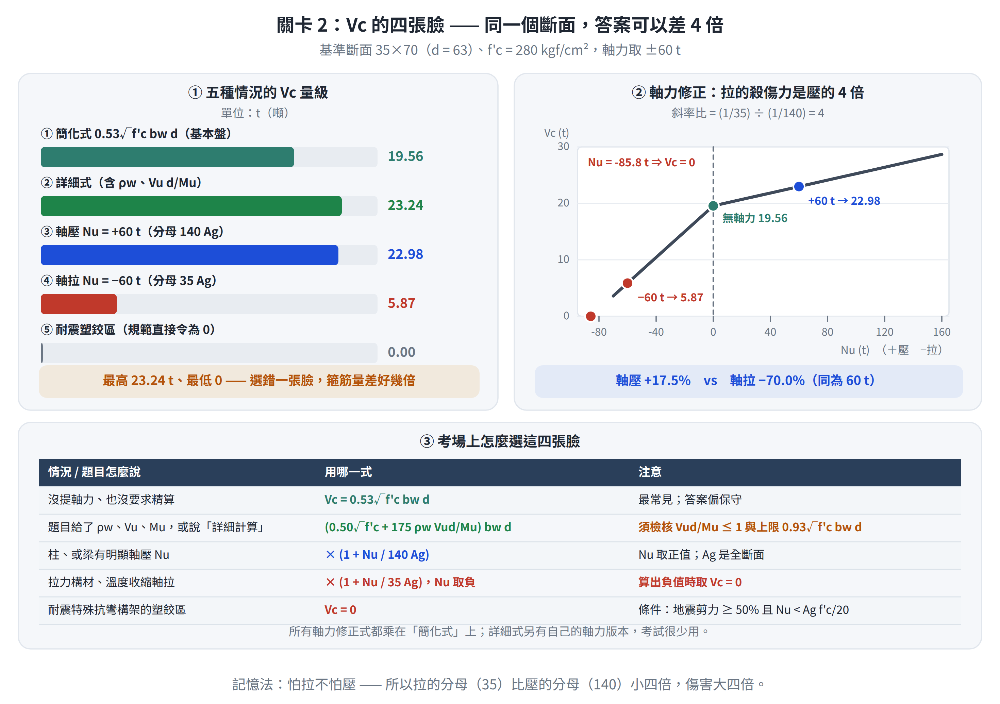 關卡 2：Vc 的四張臉 —— 同一個斷面，答案可以差 4 倍
基準斷面 35×70（d = 63）、f'c = 280 kgf/cm²，軸力取 ±60 t
① 五種情況的 Vc 量級
單位：t（噸）
① 簡化式 0.53√f'c bw d（基本盤）
19.56
② 詳細式（含 ρw、Vu d/Mu）
23.24
③ 軸壓 Nu = +60 t（分母 140 Ag）
22.98
④ 軸拉 Nu = −60 t（分母 35 Ag）
5.87
⑤ 耐震塑鉸區（規範直接令為 0）
0.00
最高 23.24 t、最低 0 —— 選錯一張臉，箍筋量差好幾倍
② 軸力修正：拉的殺傷力是壓的 4 倍
斜率比 = (1/35) ÷ (1/140) = 4
Vc (t)
30
20
10
0
Nu = -85.8 t ⇒ Vc = 0
+60 t → 22.98
無軸力 19.56
−60 t → 5.87
-80 -40 0 40 80 120 160
Nu (t) （＋壓　−拉）
軸壓 +17.5%　vs　軸拉 −70.0%（同為 60 t）
③ 考場上怎麼選這四張臉
情況 / 題目怎麼說 用哪一式 注意
沒提軸力、也沒要求精算 Vc = 0.53√f'c bw d 最常見；答案偏保守
題目給了 ρw、Vu、Mu，或說「詳細計算」 (0.50√f'c + 175 ρw Vud/Mu) bw d 須檢核 Vud/Mu ≤ 1 與上限 0.93√f'c bw d
柱、或梁有明顯軸壓 Nu × (1 + Nu / 140 Ag) Nu 取正值；Ag 是全斷面
拉力構材、溫度收縮軸拉 × (1 + Nu / 35 Ag)，Nu 取負 算出負值時取 Vc = 0
耐震特殊抗彎構架的塑鉸區 Vc = 0 條件：地震剪力 ≥ 50% 且 Nu < Ag f'c/20
所有軸力修正式都乘在「簡化式」上；詳細式另有自己的軸力版本，考試很少用。
記憶法：怕拉不怕壓 —— 所以拉的分母（35）比壓的分母（140）小四倍，傷害大四倍。